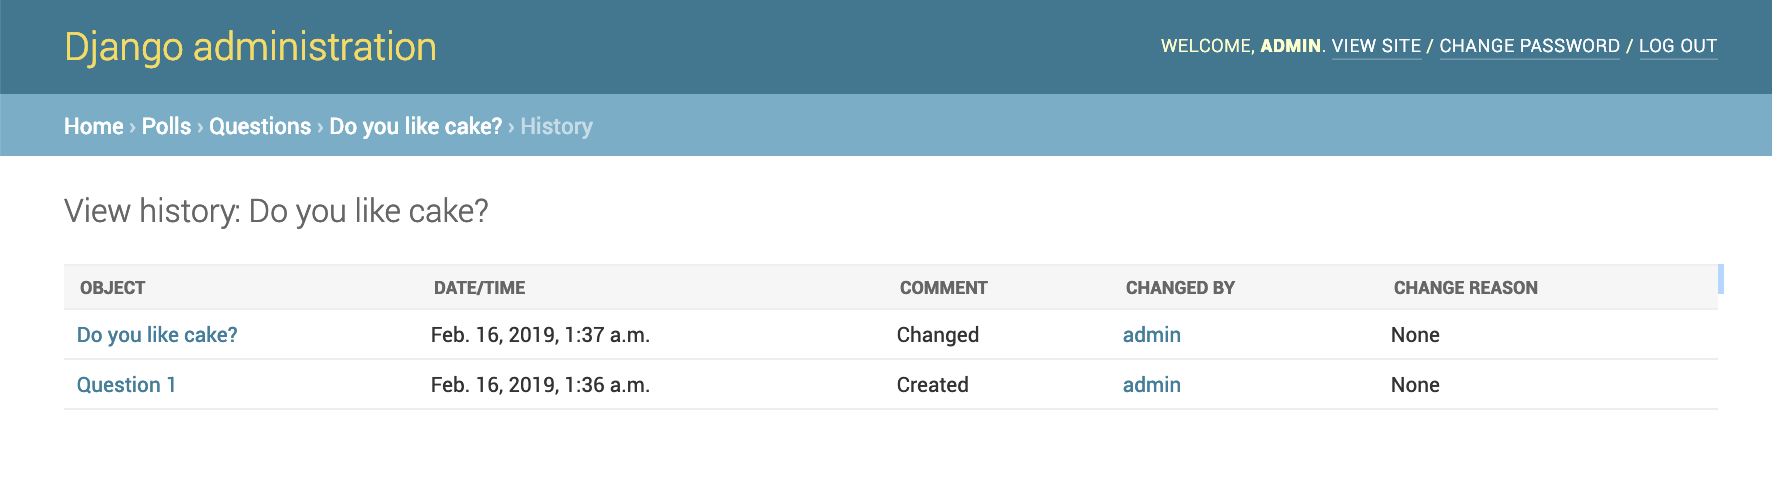 Django administration
WELCOME, ADMIN. VIEW SITE / CHANGE PASSWORD / LOG OUT
Home › Polls › Questions › Do you like cake? › History
View history: Do you like cake?
OBJECT DATE/TIME COMMENT CHANGED BY CHANGE REASON
Do you like cake? Feb. 16, 2019, 1:37 a.m. Changed admin None
Question 1 Feb. 16, 2019, 1:36 a.m. Created admin None